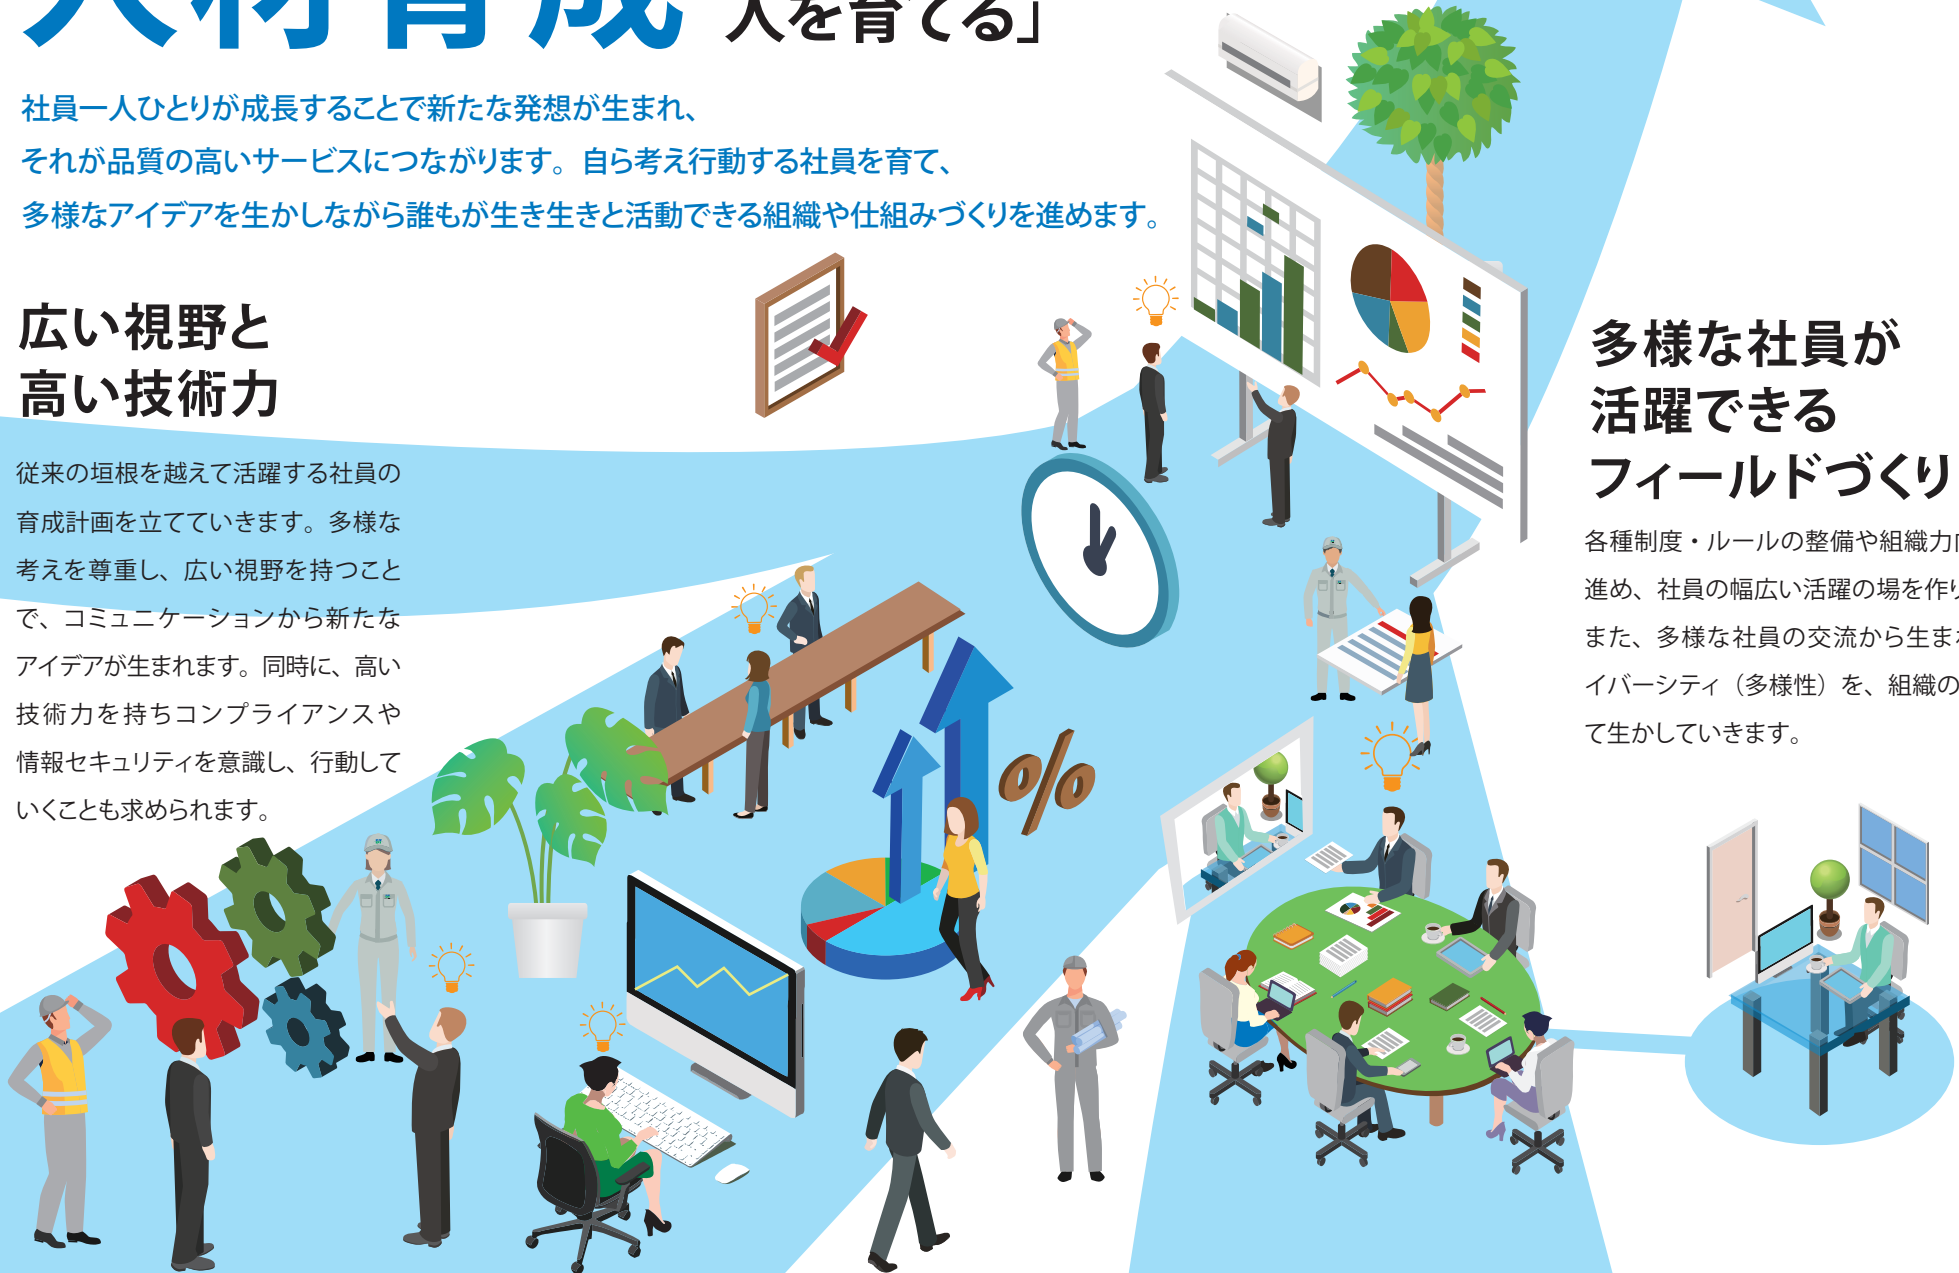 人材育成 人を育てる」
社員一人ひとりが成長することで新たな発想が生まれ、
それが品質の高いサービスにつながります。自ら考え行動する社員を育て、
多様なアイデアを生かしながら誰もが生き生きと活動できる組織や仕組みづくりを進めます。
広い視野と
高い技術力
従来の垣根を越えて活躍する社員の
育成計画を立てていきます。多様な
考えを尊重し、広い視野を持つこと
で、コミュニケーションから新たな
アイデアが生まれます。同時に、高い
技術力を持ちコンプライアンスや
情報セキュリティを意識し、行動して
いくことも求められます。
%
多様な社員が
活躍できる
フィールドづくり
各種制度・ルールの整備や組織力
進め、社員の幅広い活躍の場を作り
また、多様な社員の交流から生まれ
イバーシティ（多様性）を、組織の
て生かしていきます。